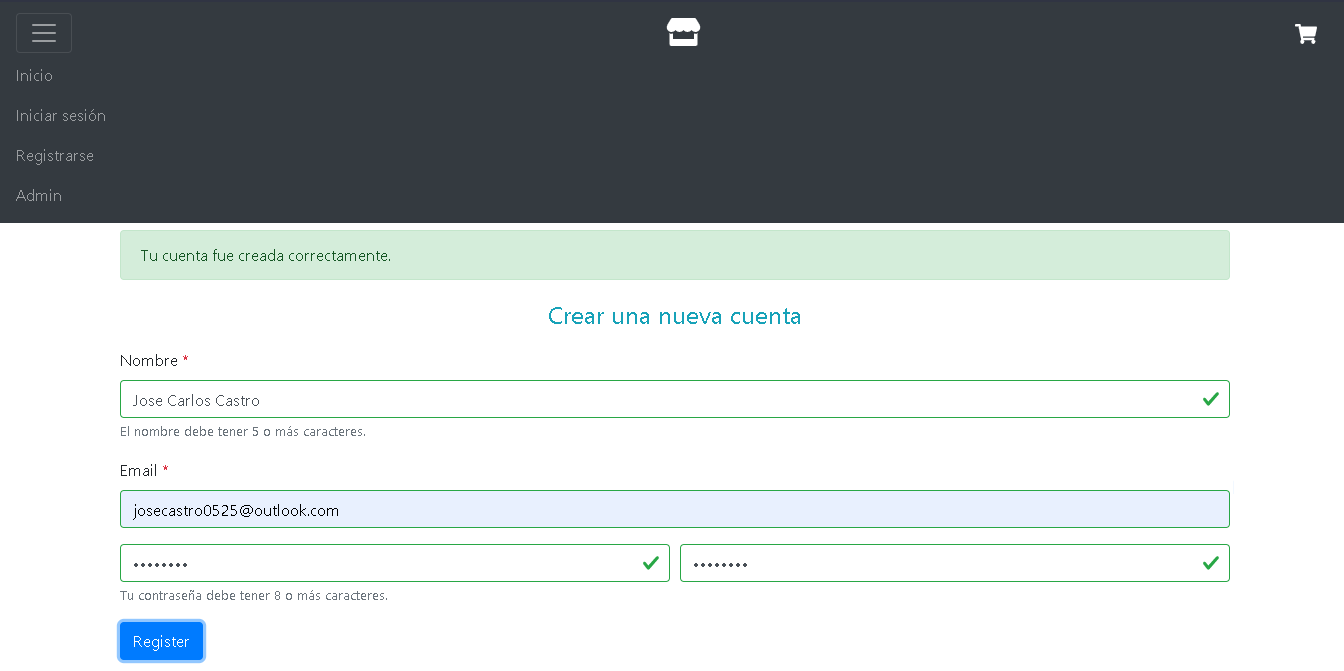 Inicio
Iniciar sesión
Registrarse
Admin
Tu cuenta fue creada correctamente.
Crear una nueva cuenta
Nombre *
Jose Carlos Castro
El nombre debe tener 5 o más caracteres.
Email *
josecastro0525@outlook.com
•••••••• ••••••••
Tu contraseña debe tener 8 o más caracteres.
Register